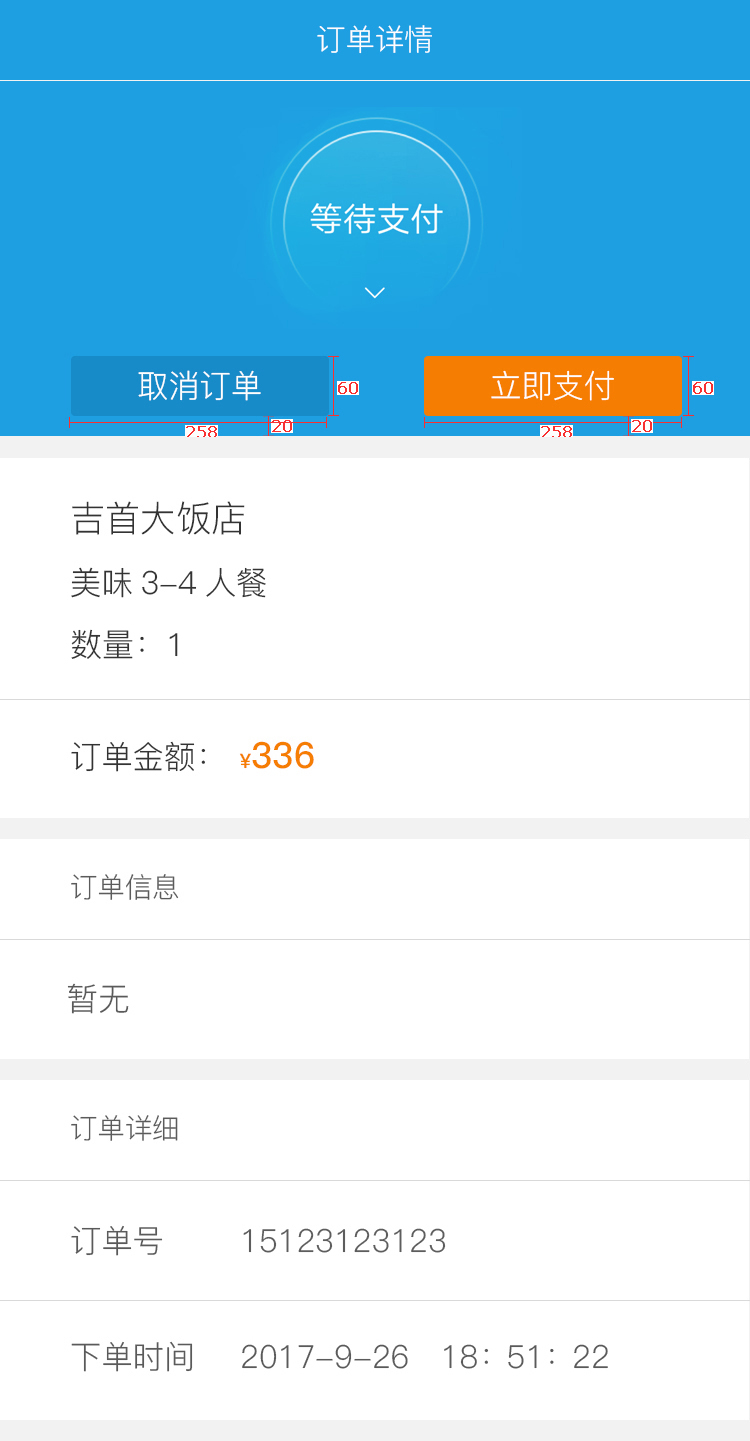 订单详情
等待支付
取消订单 60 立即支付 60
258 20 258 20
吉首大饭店
美味 3-4 人餐
数量：1
订单金额： ¥336
订单信息
暂无
订单详细
订单号 15123123123
下单时间 2017-9-26 18：51：22